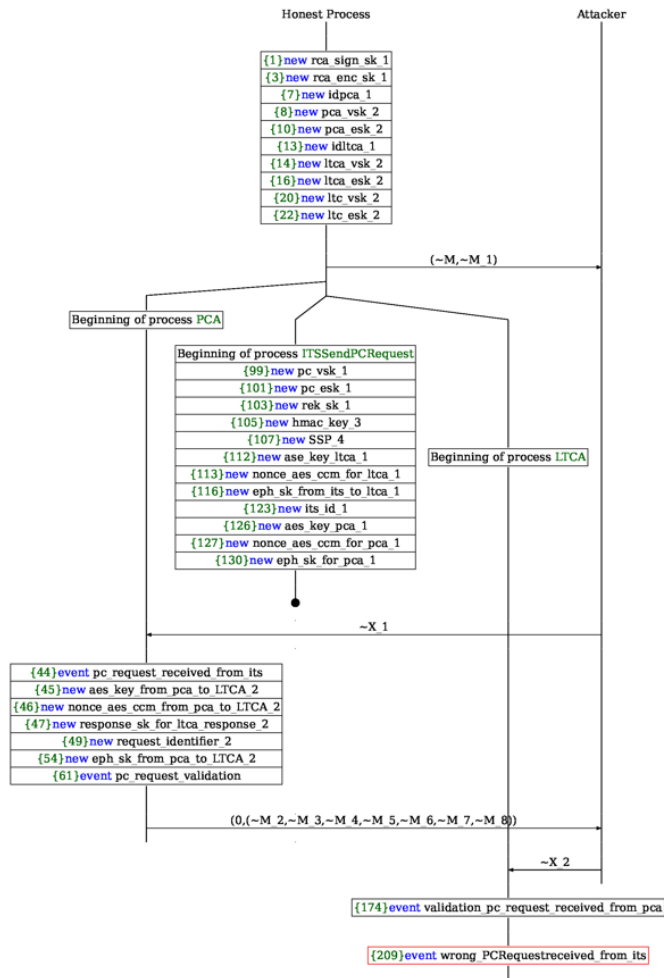 Honest Process
Attacker
{1}new rca_sign_sk_1
{3}new rca_enc_sk_1
{7}new idpca_1
{8}new pca_vsk_2
{10}new pca_esk_2
{13}new idltca_1
{14}new ltca_vsk_2
{16}new ltca_esk_2
{20}new ltc_vsk_2
{22}new ltc_esk_2
(~M,~M_1)
Beginning of process PCA
Beginning of process ITSSendPCRequest
{99}new pc_vsk_1
{101}new pc_esk_1
{103}new rek_sk_1
{105}new hmac_key_3
{107}new SSP_4
{112}new ase_key_ltca_1
{113}new nonce_aes_ccm_for_ltca_1
{116}new eph_sk_from_its_to_ltca_1
{123}new its_id_1
{126}new aes_key_pca_1
{127}new nonce_aes_ccm_for_pca_1
{130}new eph_sk_for_pca_1
Beginning of process LTCA
~X_1
{44}event pc_request_received_from_its
{45}new aes_key_from_pca_to_LTCA_2
{46}new nonce_aes_ccm_from_pca_to_LTCA_2
{47}new response_sk_for_ltca_response_2
{49}new request_identifier_2
{54}new eph_sk_from_pca_to_LTCA_2
{61}event pc_request_validation
(0,(~M_2,~M_3,~M_4,~M_5,~M_6,~M_7,~M_8))
~X_2
{174}event validation_pc_request_received_from_pca
{209}event wrong_PCRequestreceived_from_its